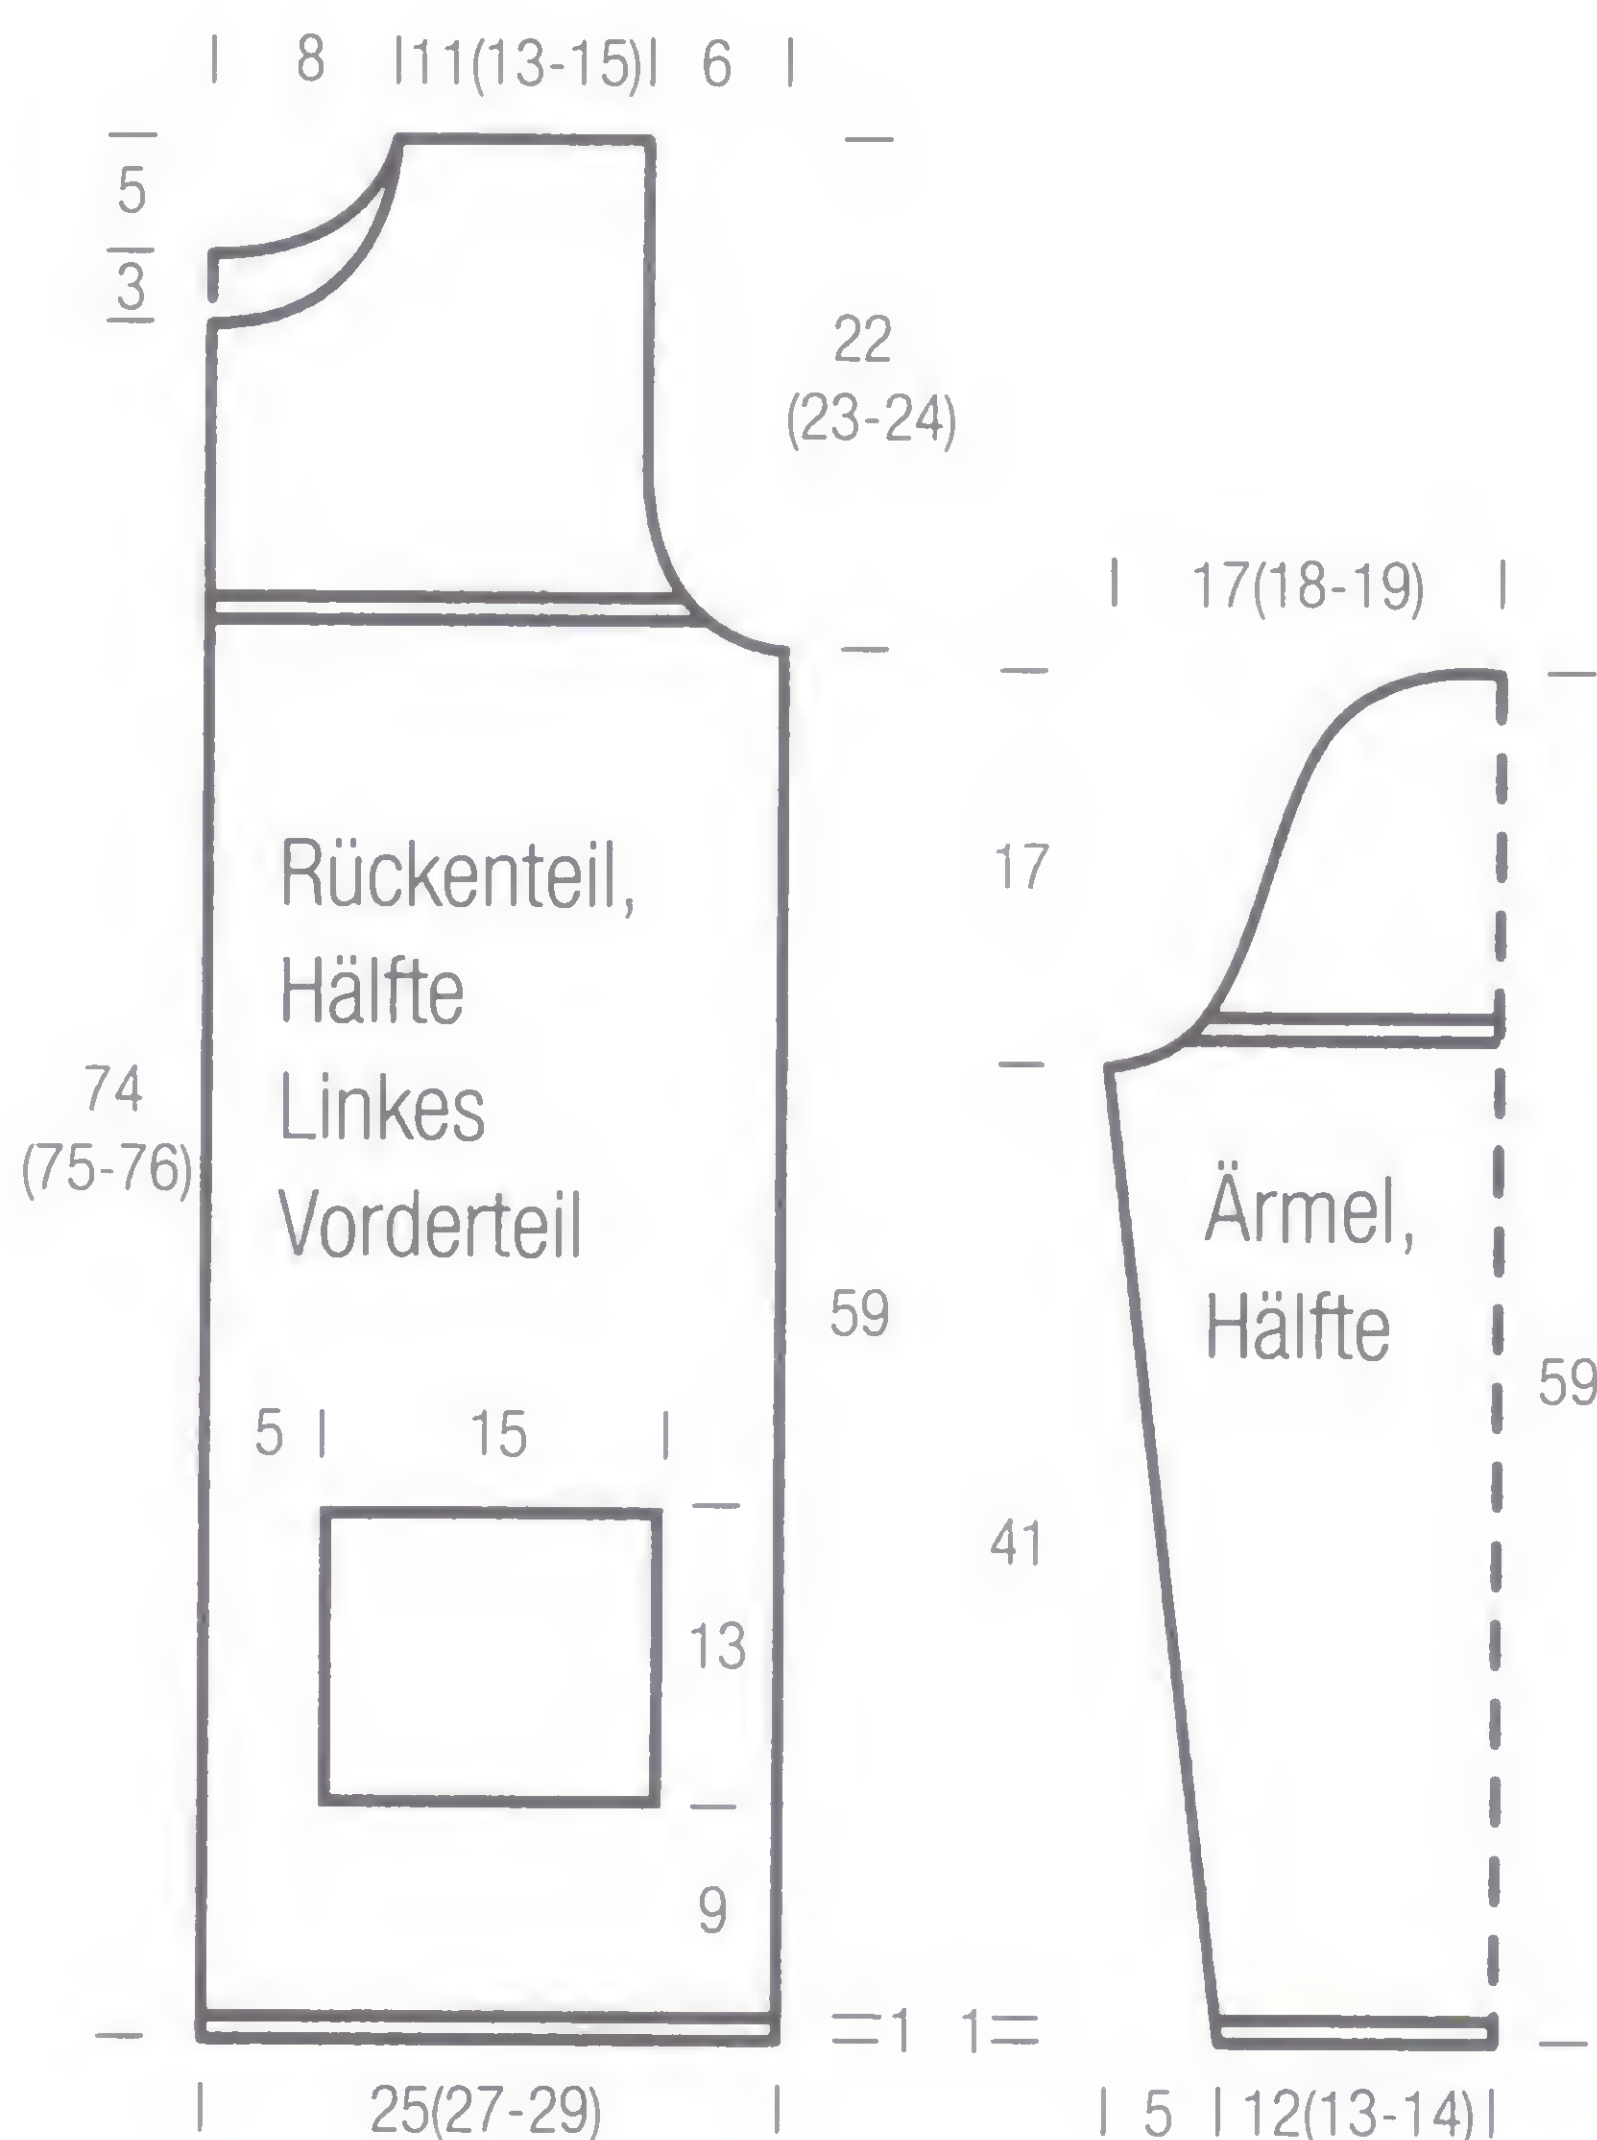 8 11(13-15) 6
5
3
22
(23-24)
17(18-19)
17
Rückenteil,
Hälfte
Linkes
Vorderteil
74
(75-76)
Ärmel,
Hälfte
59
59
5 15
41
13
9
1 1
25(27-29)
5 12(13-14)